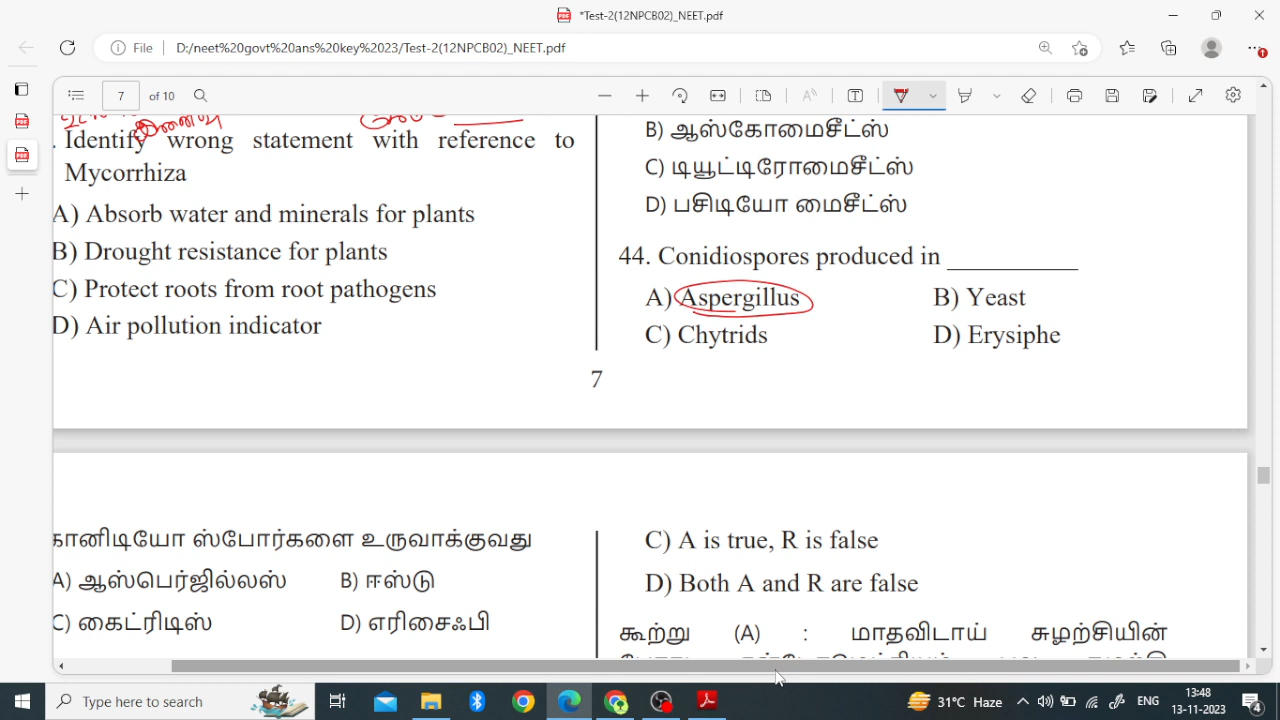 *Test-2(12NPCB02)_NEET.pdf
File
D:/neet%20govt%20ans%20key%2023/Test-2(12NPCB02)_NEET.pdf
7
of 10
Identify wrong statement with reference to
Mycorrhiza
A) Absorb water and minerals for plants
B) Drought resistance for plants
C) Protect roots from root pathogens
D) Air pollution indicator
B) ஆஸ்கோமைசீட்ஸ்
C) டியூட்டிரோமைசீட்ஸ்
D) பசிடியோ மைசீட்ஸ்
44. Conidiospores produced in __________
A) Aspergillus B) Yeast
C) Chytrids D) Erysiphe
7
கானிடியோ ஸ்போர்களை உருவாக்குவது
A) ஆஸ்பெர்ஜில்லஸ் B) ஈஸ்டு
C) கைட்ரிடிஸ் D) எரிசைஃபி
C) A is true, R is false
D) Both A and R are false
கூற்று (A) : மாதவிடாய் சுழற்சியின்
Type here to search
31°C Haze
ENG
13:48
13-11-2023
4